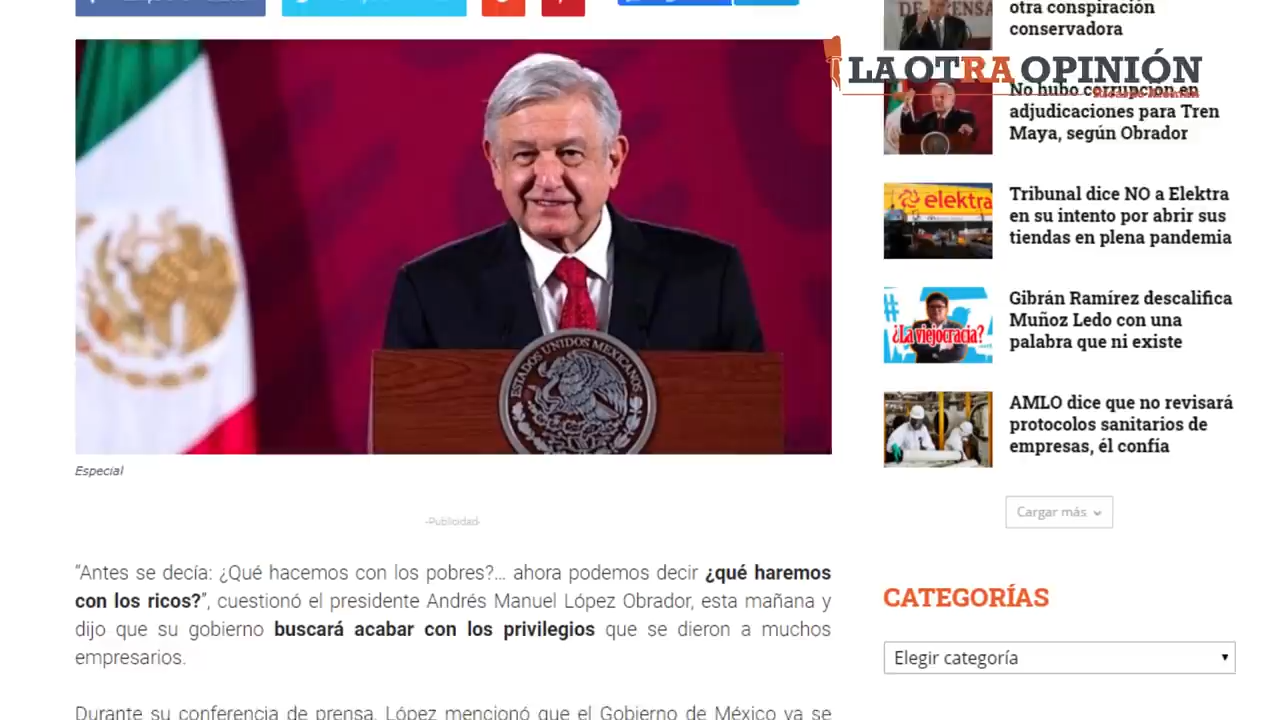 ESTADOS UNIDOS MEXICANOS
Especial
-Publicidad-
“Antes se decía: ¿Qué hacemos con los pobres?... ahora podemos decir ¿qué haremos
con los ricos?”, cuestionó el presidente Andrés Manuel López Obrador, esta mañana y
dijo que su gobierno buscará acabar con los privilegios que se dieron a muchos
empresarios.
Durante su conferencia de prensa, López mencionó que el Gobierno de México ya se
DE PRENSA
otra conspiración
conservadora
LA OTRA OPINIÓN
No hubo corrupción en
adjudicaciones para Tren
Maya, según Obrador
elektra
Tribunal dice NO a Elektra
en su intento por abrir sus
tiendas en plena pandemia
#
¿La viejocracia?
Gibrán Ramírez descalifica
Muñoz Ledo con una
palabra que ni existe
AMLO dice que no revisará
protocolos sanitarios de
empresas, él confía
Cargar más
CATEGORÍAS
Elegir categoría